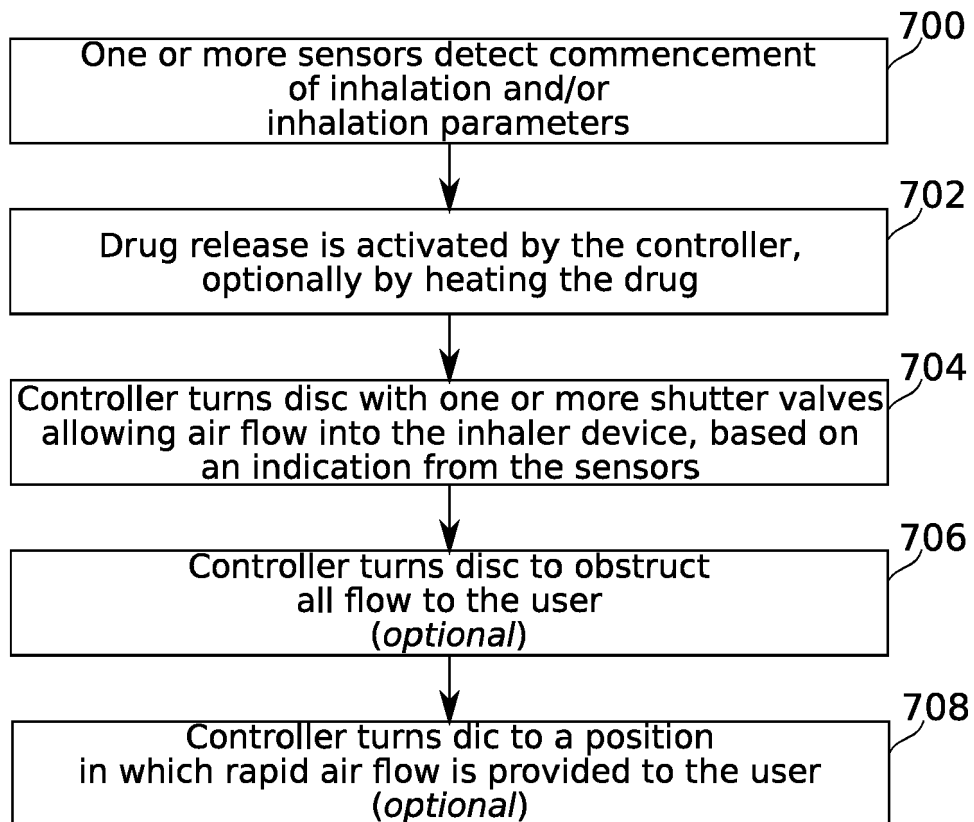 700
One or more sensors detect commencement
of inhalation and/or
inhalation parameters
702
Drug release is activated by the controller,
optionally by heating the drug
704
Controller turns disc with one or more shutter valves
allowing air flow into the inhaler device, based on
an indication from the sensors
706
Controller turns disc to obstruct
all flow to the user
(optional)
708
Controller turns dic to a position
in which rapid air flow is provided to the user
(optional)